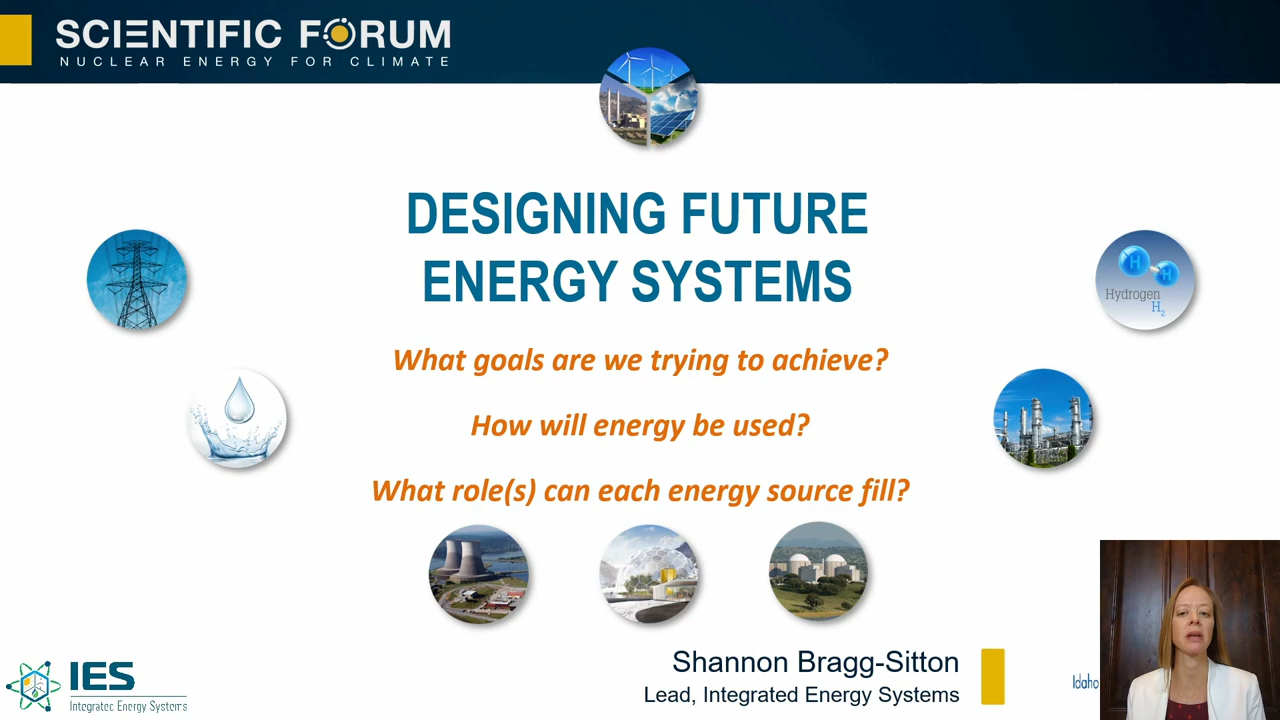 SCIENTIFIC FORUM
NUCLEAR ENERGY FOR CLIMATE
DESIGNING FUTURE
ENERGY SYSTEMS
H H
Hydrogen
H2
What goals are we trying to achieve?
How will energy be used?
What role(s) can each energy source fill?
Shannon Bragg-Sitton
Lead, Integrated Energy Systems
IES
Integrated Energy Systems
Idaho